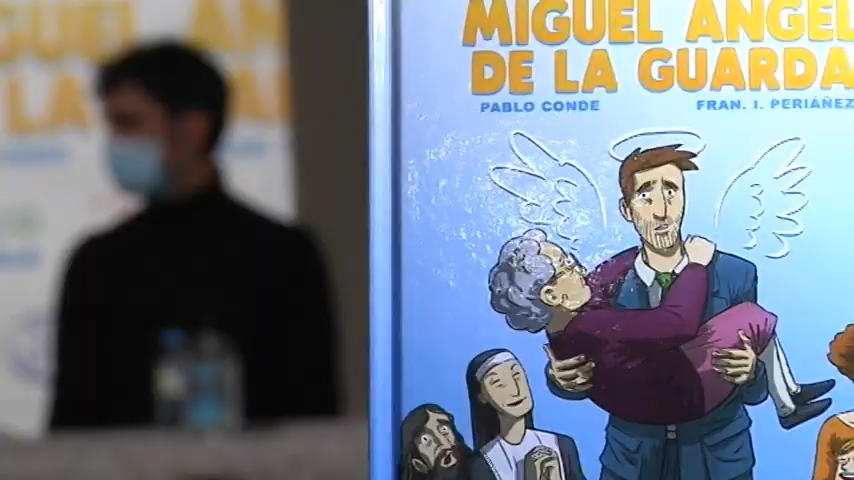 MIGUEL ÁNGEL
DE LA GUARDA
PABLO CONDE FRAN. I. PERIÁÑEZ